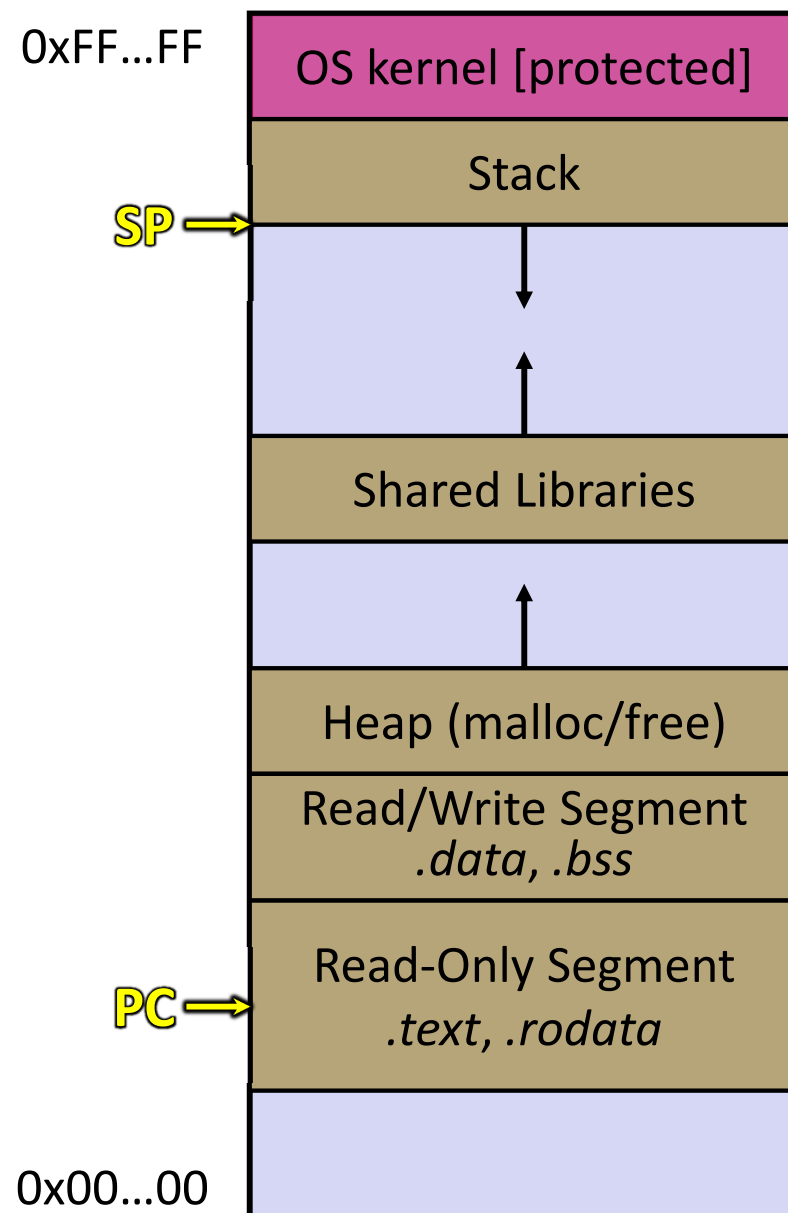 0xFF...FF
OS kernel [protected]
Stack
SP
Shared Libraries
Heap (malloc/free)
Read/Write Segment
.data, .bss
Read-Only Segment
PC
.text, .rodata
0x00...00